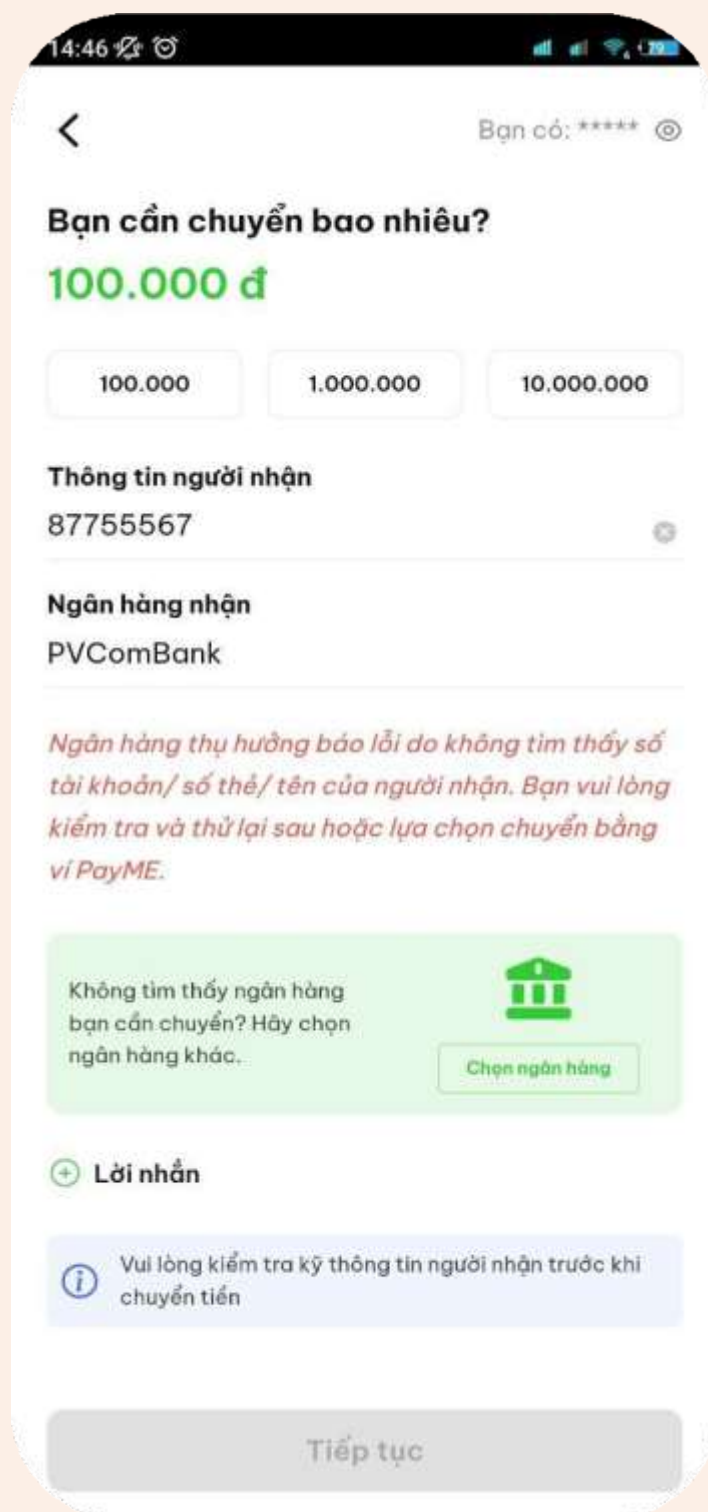 14:46
79
Bạn có: *****
Bạn cần chuyển bao nhiêu?
100.000 đ
100.000 1.000.000 10.000.000
Thông tin người nhận
87755567
Ngân hàng nhận
PVComBank
Ngân hàng thụ hưởng báo lỗi do không tìm thấy số
tài khoản/ số thẻ/ tên của người nhận. Bạn vui lòng
kiểm tra và thử lại sau hoặc lựa chọn chuyển bằng
ví PayME.
Không tìm thấy ngân hàng
bạn cần chuyển? Hãy chọn
ngân hàng khác.
Chọn ngân hàng
Lời nhắn
Vui lòng kiểm tra kỹ thông tin người nhận trước khi
chuyển tiền
Tiếp tục